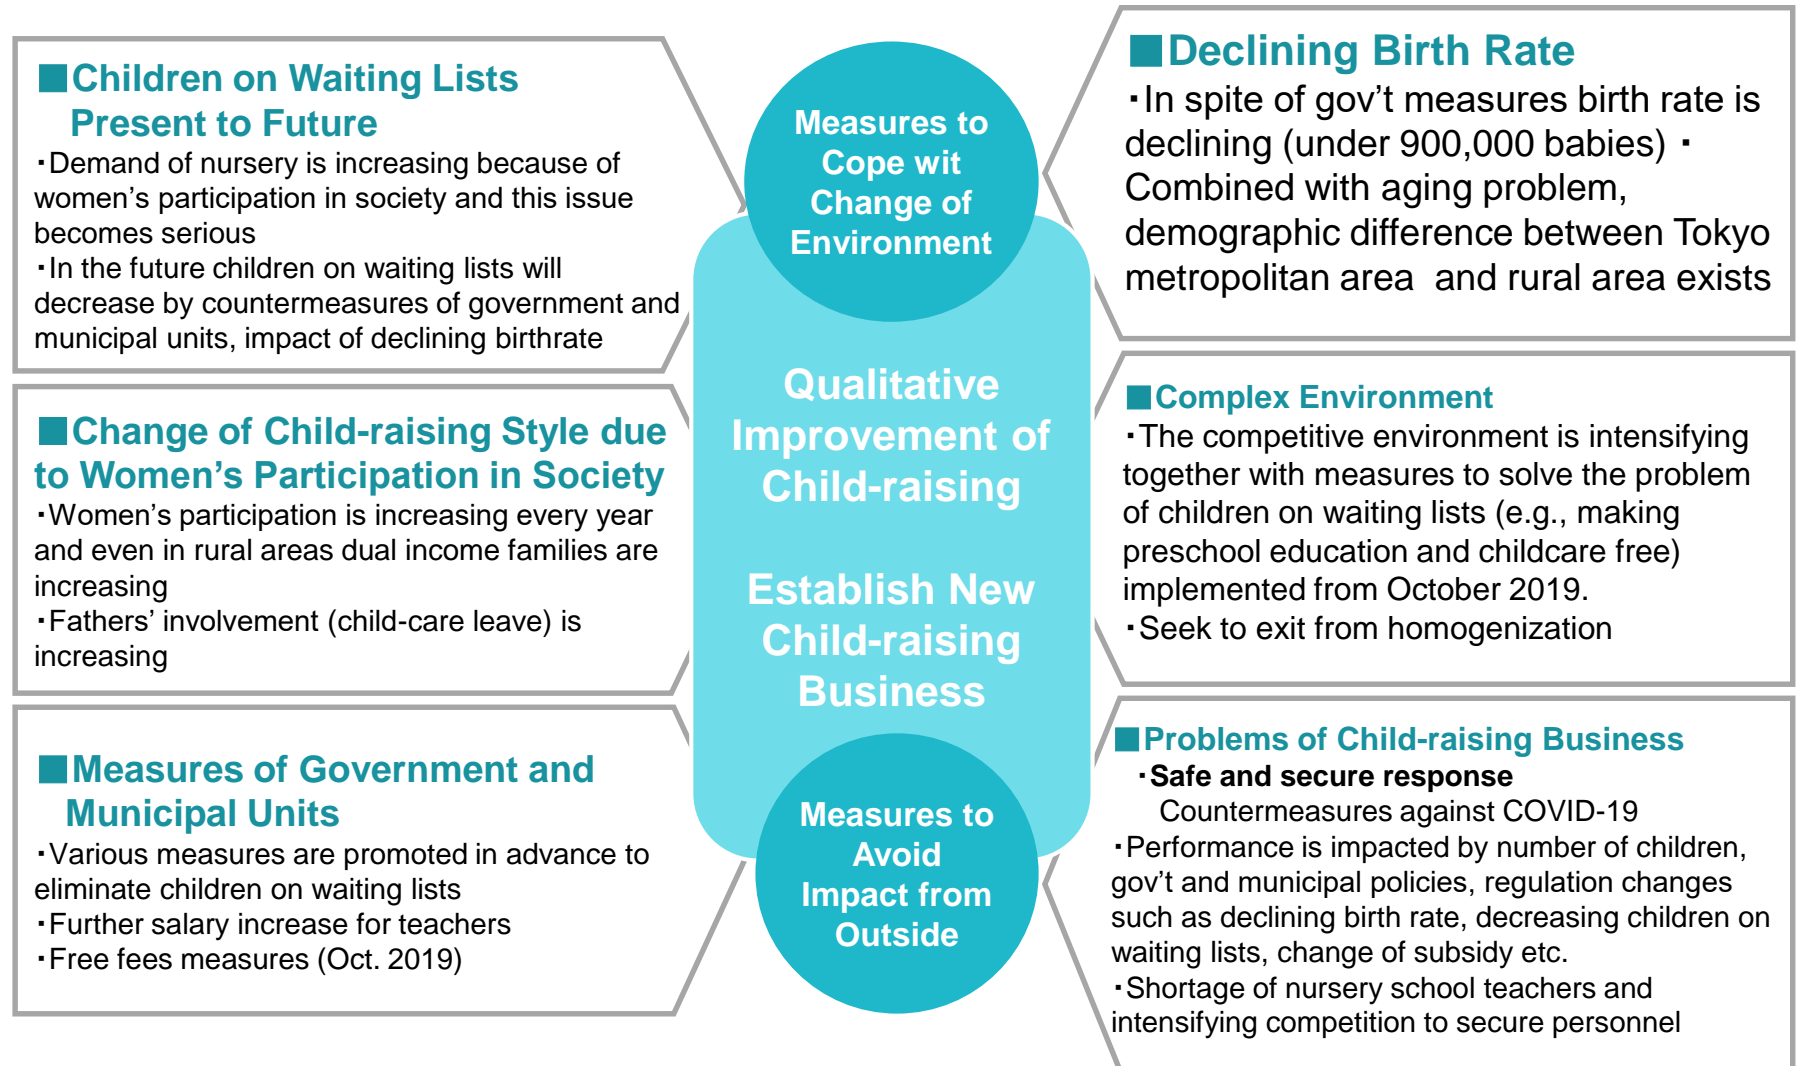 ■Children on Waiting Lists
Present to Future
・Demand of nursery is increasing because of
women’s participation in society and this issue
becomes serious
・In the future children on waiting lists will
decrease by countermeasures of government and
municipal units, impact of declining birthrate
■Change of Child-raising Style due
to Women’s Participation in Society
・Women’s participation is increasing every year
and even in rural areas dual income families are
increasing
・Fathers’ involvement (child-care leave) is
increasing
■Measures of Government and
Municipal Units
・Various measures are promoted in advance to
eliminate children on waiting lists
・Further salary increase for teachers
・Free fees measures (Oct. 2019)
Measures to
Cope wit
Change of
Environment
Qualitative
Improvement of
Child-raising
Establish New
Child-raising
Business
Measures to
Avoid
Impact from
Outside
■Declining Birth Rate
・In spite of gov’t measures birth rate is
declining (under 900,000 babies) ・
Combined with aging problem,
demographic difference between Tokyo
metropolitan area and rural area exists
■Complex Environment
・The competitive environment is intensifying
together with measures to solve the problem
of children on waiting lists (e.g., making
preschool education and childcare free)
implemented from October 2019.
・Seek to exit from homogenization
■Problems of Child-raising Business
・Safe and secure response
Countermeasures against COVID-19
・Performance is impacted by number of children,
gov’t and municipal policies, regulation changes
such as declining birth rate, decreasing children on
waiting lists, change of subsidy etc.
・Shortage of nursery school teachers and
intensifying competition to secure personnel